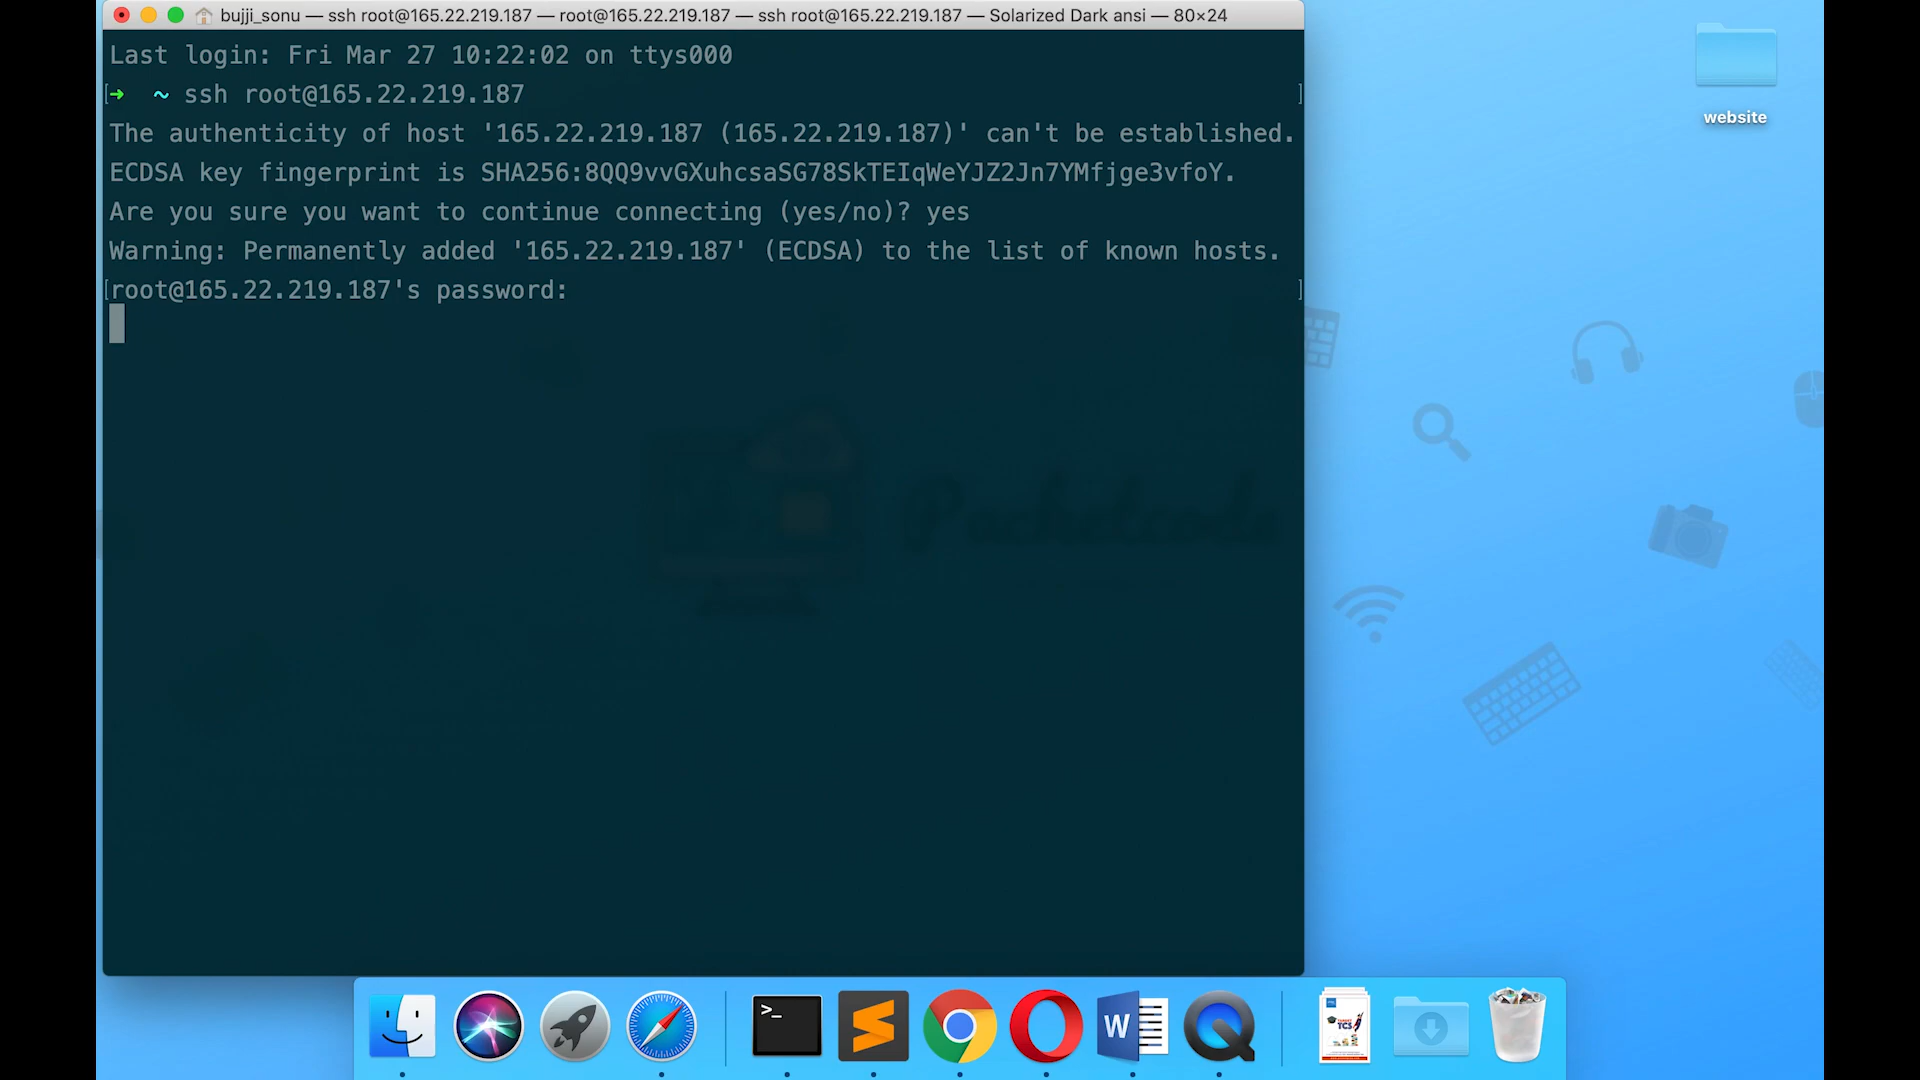 bujji_sonu — ssh root@165.22.219.187 — root@165.22.219.187 — ssh root@165.22.219.187 — Solarized Dark ansi — 80×24
Last login: Fri Mar 27 10:22:02 on ttys000
[➜ ~ ssh root@165.22.219.187 ]
The authenticity of host '165.22.219.187 (165.22.219.187)' can't be established.
ECDSA key fingerprint is SHA256:8QQ9vvGXuhcsaSG78SkTEIqWeYJZ2Jn7YMfjge3vfoY.
Are you sure you want to continue connecting (yes/no)? yes
Warning: Permanently added '165.22.219.187' (ECDSA) to the list of known hosts.
[root@165.22.219.187's password: ]
website
Pocketcode
>_
W
TCS